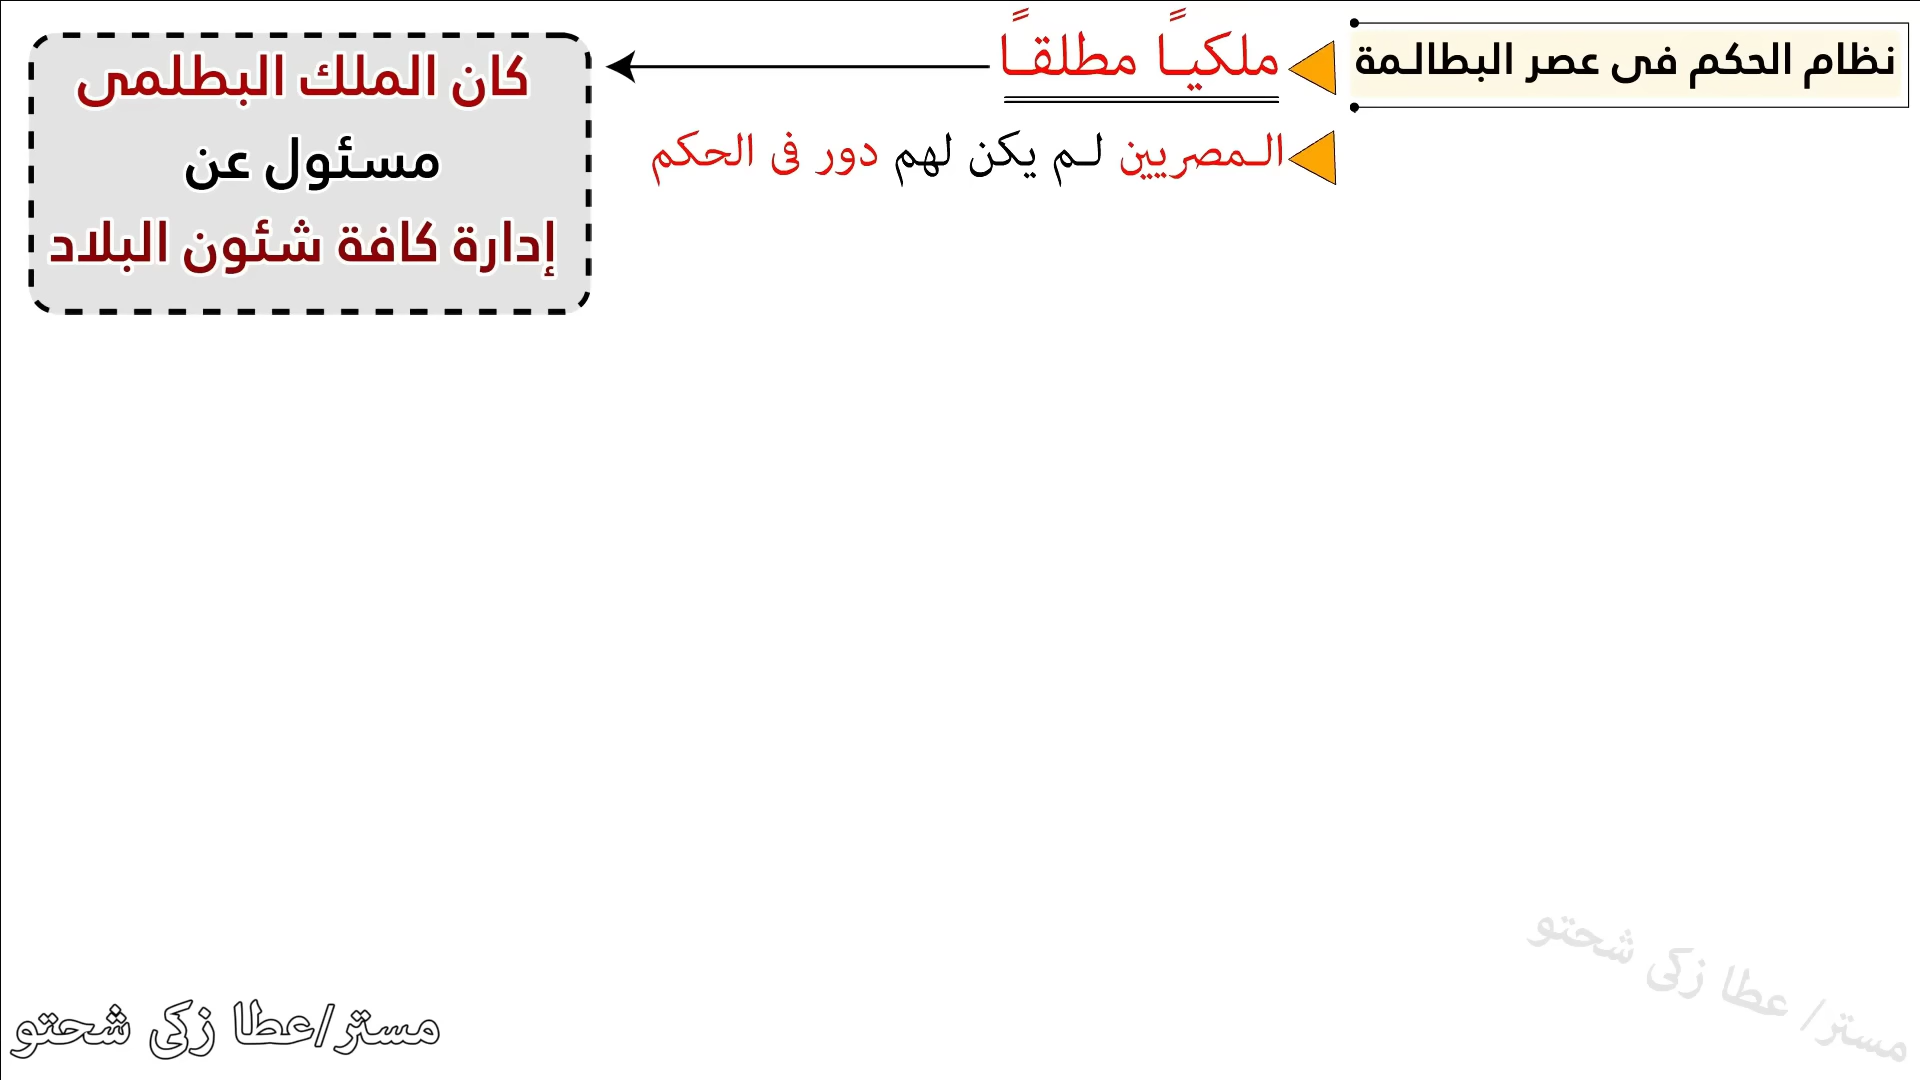 نظام الحكم فى عصر البطالمة
ملكياً مطلقاً
كان الملك البطلمى
مسئول عن
إدارة كافة شئون البلاد
المصريين لم يكن لهم دور فى الحكم
مستر/ عطا زكى شحتو
مستر/عطا زكى شحتو